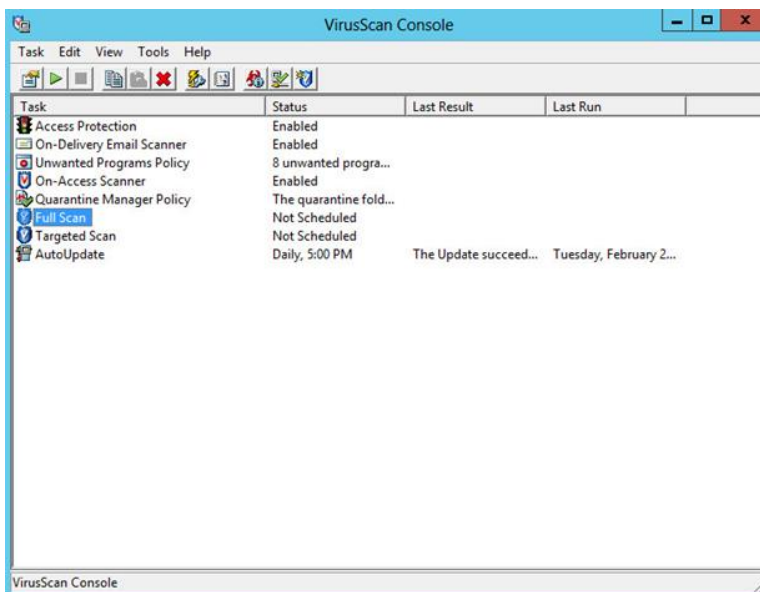 VirusScan Console
Task Edit View Tools Help
Task Status Last Result Last Run
Access Protection Enabled
On-Delivery Email Scanner Enabled
Unwanted Programs Policy 8 unwanted progra...
On-Access Scanner Enabled
Quarantine Manager Policy The quarantine fold...
Full Scan Not Scheduled
Targeted Scan Not Scheduled
AutoUpdate Daily, 5:00 PM The Update succeed... Tuesday, February 2...
VirusScan Console